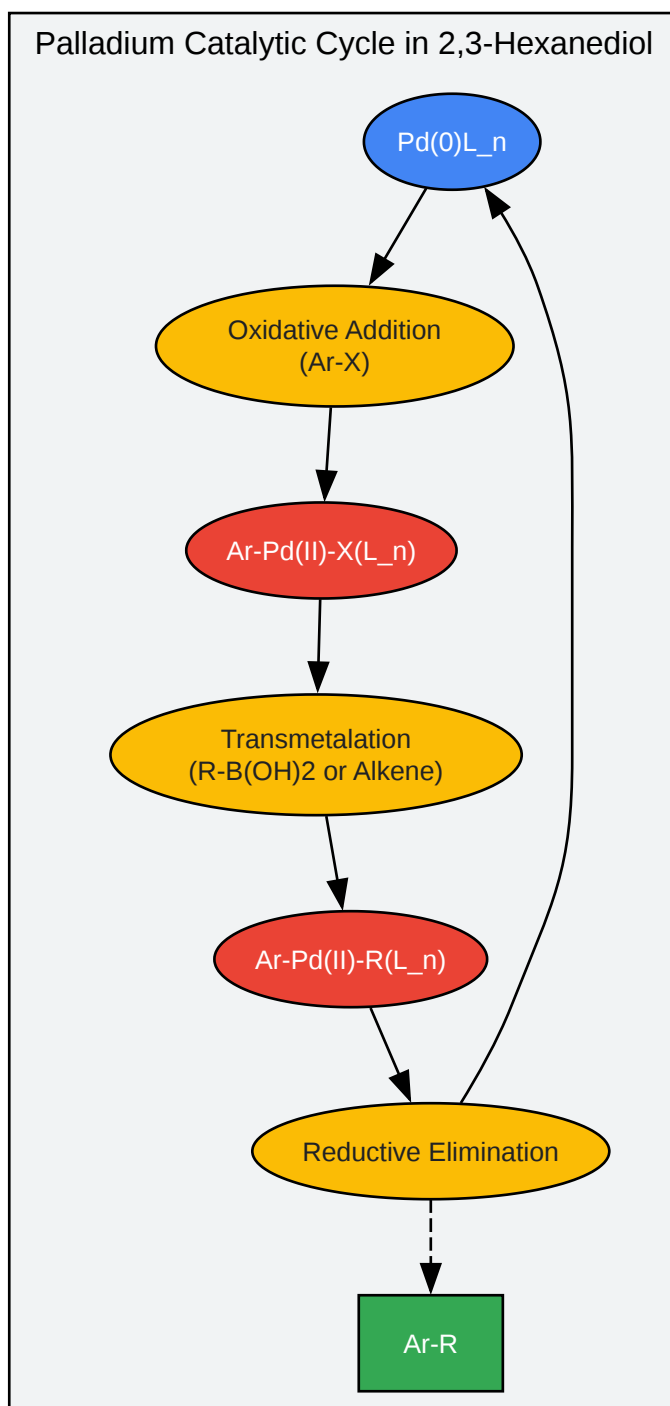 Palladium Catalytic Cycle in 2,3-Hexanediol
Pd(0)L_n
Oxidative Addition
(Ar-X)
Ar-Pd(II)-X(L_n)
Transmetalation
(R-B(OH)2 or Alkene)
Ar-Pd(II)-R(L_n)
Reductive Elimination
Ar-R